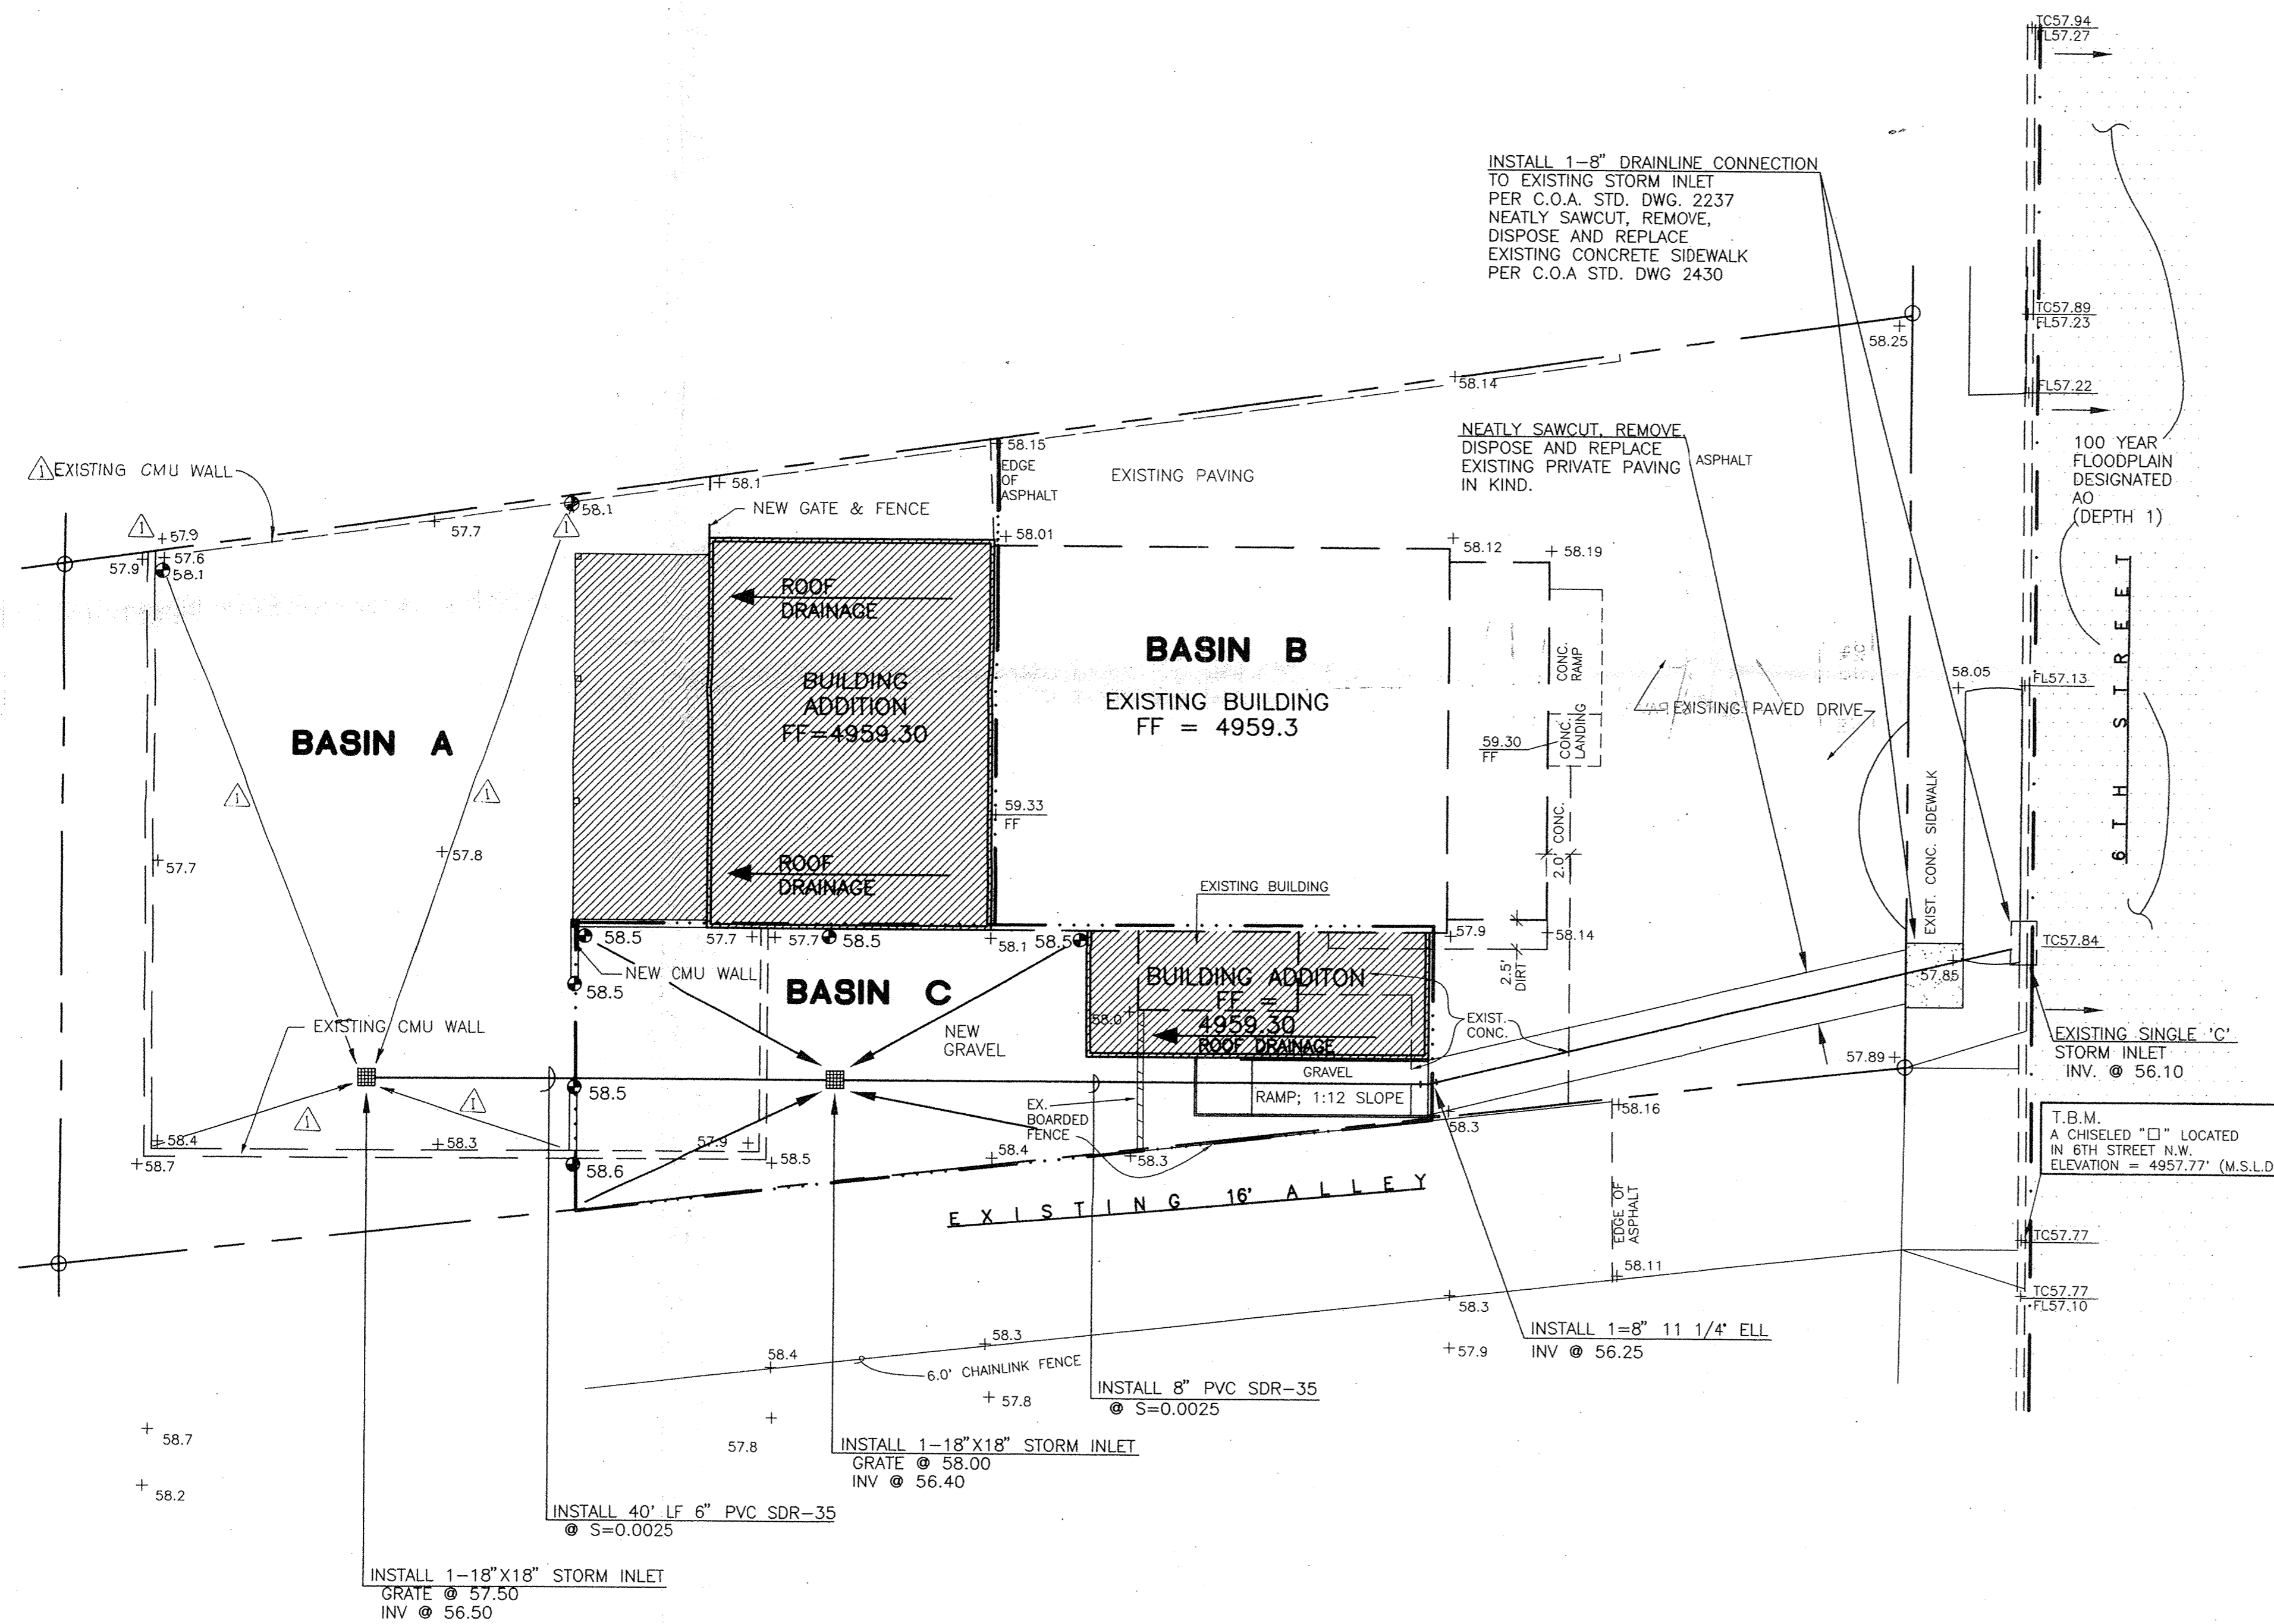 TC57.94
FL57.27
INSTALL 1-8" DRAINLINE CONNECTION
TO EXISTING STORM INLET
PER C.O.A. STD. DWG. 2237
NEATLY SAWCUT, REMOVE,
DISPOSE AND REPLACE
EXISTING CONCRETE SIDEWALK
PER C.O.A STD. DWG 2430
TC57.89
FL57.23
58.25
58.14
FL57.22
100 YEAR
FLOODPLAIN
DESIGNATED
AO
(DEPTH 1)
NEATLY SAWCUT, REMOVE,
DISPOSE AND REPLACE
EXISTING PRIVATE PAVING ASPHALT
IN KIND.
1 EXISTING CMU WALL
58.15
EDGE
OF
ASPHALT
EXISTING PAVING
58.1
NEW GATE & FENCE
58.1
1
57.7
1
57.9
57.6
57.9
58.1
58.01
58.12
58.19
ROOF
DRAINAGE
BUILDING
ADDITION
FF=4959.30
BASIN B
EXISTING BUILDING
FF = 4959.3
CONC.
RAMP
CONC.
LANDING
59.30
FF
58.05
FL57.13
EXISTING PAVED DRIVE
6TH STREET
BASIN A
1
1
57.7
57.8
59.33
FF
ROOF
DRAINAGE
2.0' CONC.
EXIST. CONC. SIDEWALK
EXISTING BUILDING
58.5
57.7
57.7
58.5
58.1
58.5
57.9
58.14
2.5'
DIRT
TC57.84
57.85
NEW CMU WALL
58.5
BASIN C
BUILDING ADDITON
FF =
4959.30
ROOF DRAINAGE
58.0
EXIST.
CONC.
NEW
GRAVEL
EXISTING CMU WALL
EXISTING SINGLE 'C'
STORM INLET
INV. @ 56.10
57.89
GRAVEL
RAMP; 1:12 SLOPE
58.5
EX.
BOARDED
FENCE
1
1
58.4
58.3
57.9
58.7
58.6
58.5
58.4
58.3
58.3
58.16
T.B.M.
A CHISELED "□" LOCATED
IN 6TH STREET N.W.
ELEVATION = 4957.77' (M.S.L.D
EXISTING 16' ALLEY
EDGE OF
ASPHALT
TC57.77
58.11
TC57.77
FL57.10
58.3
58.3
58.4
6.0' CHAINLINK FENCE
57.9
INSTALL 1=8" 11 1/4° ELL
INV @ 56.25
57.8
INSTALL 8" PVC SDR-35
@ S=0.0025
58.7
57.8
INSTALL 1-18"X18" STORM INLET
GRATE @ 58.00
INV @ 56.40
58.2
INSTALL 40' LF 6" PVC SDR-35
@ S=0.0025
INSTALL 1-18"X18" STORM INLET
GRATE @ 57.50
INV @ 56.50